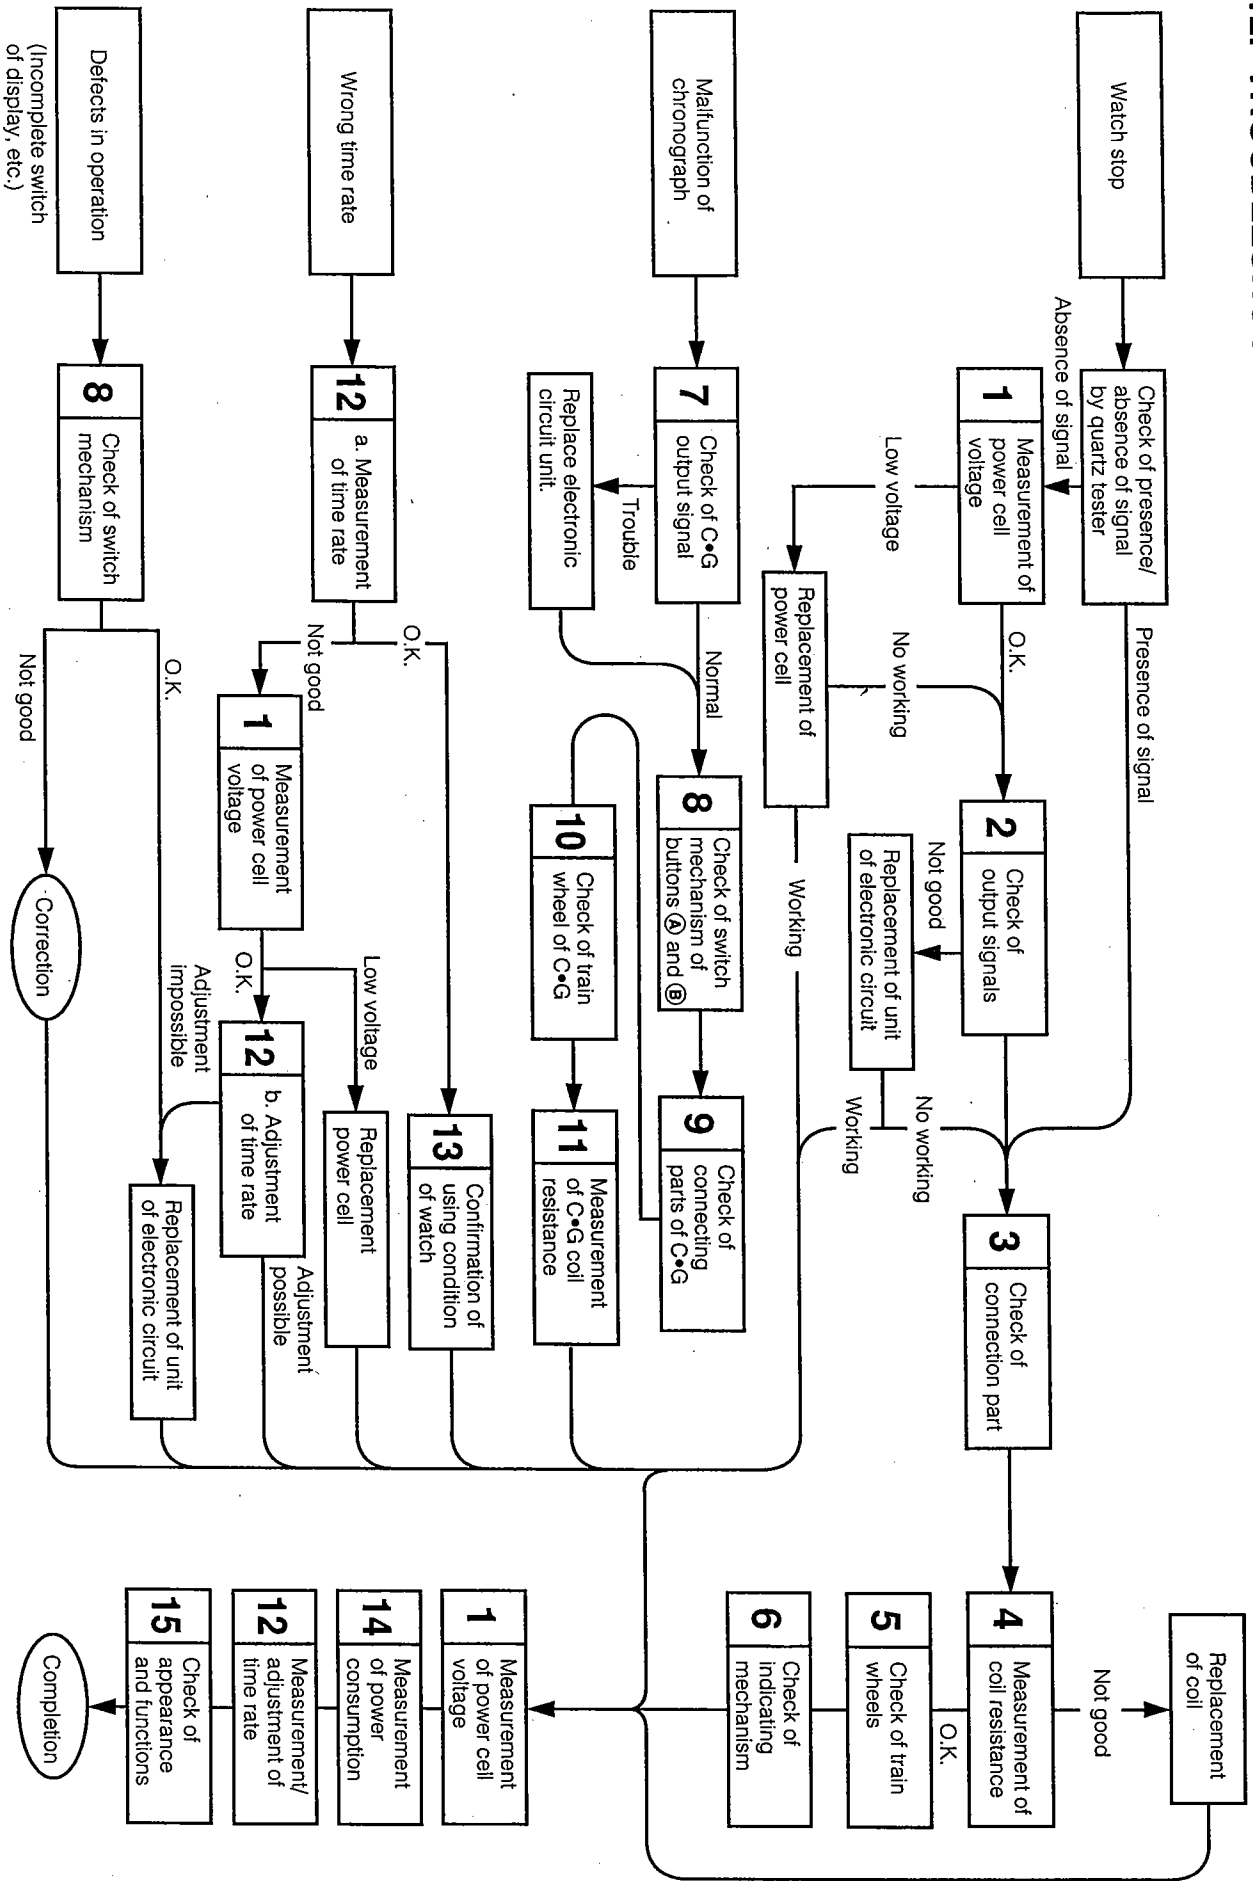 Watch stop
Check of presence/
absence of signal
by quartz tester
Presence of signal
Absence of signal
1
Measurement of
power cell
voltage
O.K.
Low voltage
Replacement of
power cell
No working
Working
2
Check of
output signals
Not good
Replacement of unit
of electronic circuit
No working
Working
3
Check of
connection part
4
Measurement of
coil resistance
Not good
Replacement
of coil
O.K.
5
Check of train
wheels
6
Check of
indicating
mechanism
Malfunction of
chronograph
7
Check of C•G
output signal
Trouble
Replace electronic
circuit unit.
Normal
8
Check of switch
mechanism of
buttons Ⓐ and Ⓑ
9
Check of
connecting
parts of C•G
10
Check of train
wheel of C•G
11
Measurement
of C•G coil
resistance
Wrong time rate
12
a. Measurement
of time rate
O.K.
Not good
13
Confirmation of
using condition
of watch
1
Measurement
of power cell
voltage
Low voltage
Replacement
power cell
O.K.
12
b. Adjustment
of time rate
Adjustment
possible
Adjustment
impossible
Replacement of unit
of electronic circuit
Defects in operation
(Incomplete switch
of display, etc.)
8
Check of switch
mechanism
O.K.
Not good
Correction
1
Measurement
of power cell
voltage
14
Measurement
of power
consumption
12
Measurement/
adjustment of
time rate
15
Check of
appearance
and functions
Completion